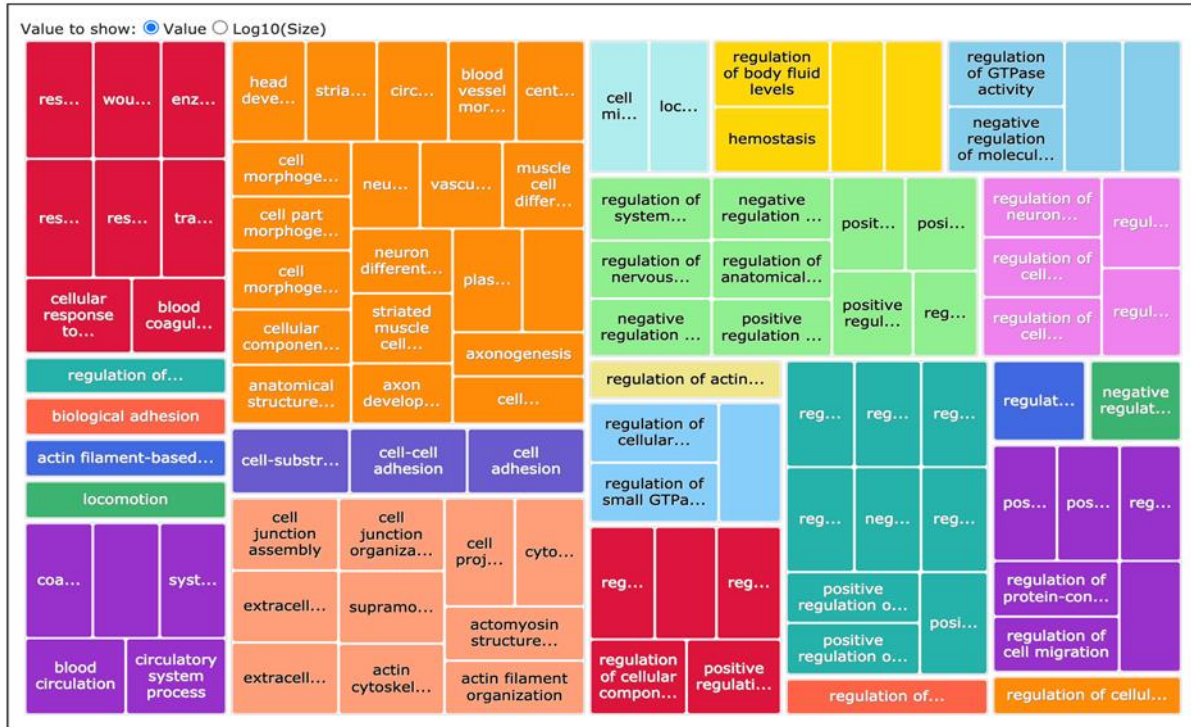 Value to show: Value Log10(Size)
res...
wou...
enz...
res...
res...
tra...
cellular
response
to...
blood
coagul...
regulation of...
biological adhesion
actin filament-based...
locomotion
coa...
syst...
blood
circulation
circulatory
system
process
head
deve...
stria...
circ...
blood
vessel
mor...
cent...
cell
morphoge...
neu...
vascu...
muscle
cell
differ...
cell part
morphoge...
cell
morphoge...
neuron
different...
plas...
cellular
componen...
striated
muscle
cell...
axonogenesis
anatomical
structure...
axon
develop...
cell...
cell-substr...
cell-cell
adhesion
cell
adhesion
cell
junction
assembly
cell
junction
organiza...
cell
proj...
cyto...
extracell...
supramo...
actomyosin
structure...
extracell...
actin
cytoskel...
actin filament
organization
cell
mi...
loc...
regulation
of body fluid
levels
hemostasis
regulation
of GTPase
activity
negative
regulation
of molecul...
regulation of
system...
negative
regulation ...
posit...
posi...
regulation of
nervous...
regulation of
anatomical...
negative
regulation ...
positive
regulation ...
positive
regul...
reg...
regulation of
neuron...
regul...
regulation of
cell...
regulation of
cell...
regul...
regulation of actin...
regulation of
cellular...
regulation of
small GTPa...
reg...
reg...
regulation
of cellular
compon...
positive
regulati...
reg...
reg...
reg...
reg...
neg...
reg...
positive
regulation o...
positive
regulation o...
posi...
regulation of...
regulat...
negative
regulat...
pos...
pos...
reg...
regulation of
protein-con...
regulation of
cell migration
regulation of cellul...